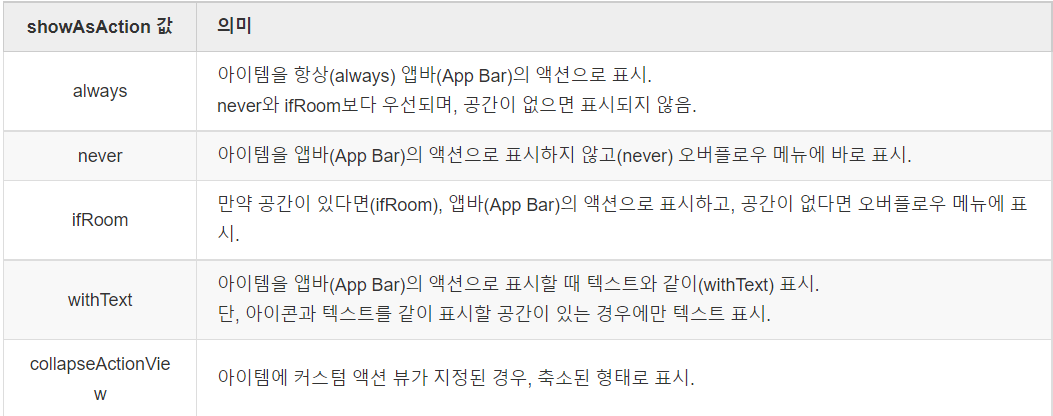 showAsAction 값 의미
always
아이템을 항상(always) 앱바(App Bar)의 액션으로 표시.
never와 ifRoom보다 우선되며, 공간이 없으면 표시되지 않음.
never
아이템을 앱바(App Bar)의 액션으로 표시하지 않고(never) 오버플로우 메뉴에 바로 표시.
ifRoom
만약 공간이 있다면(ifRoom), 앱바(App Bar)의 액션으로 표시하고, 공간이 없다면 오버플로우 메뉴에 표
시.
withText
아이템을 앱바(App Bar)의 액션으로 표시할 때 텍스트와 같이(withText) 표시.
단, 아이콘과 텍스트를 같이 표시할 공간이 있는 경우에만 텍스트 표시.
collapseActionVie
w
아이템에 커스텀 액션 뷰가 지정된 경우, 축소된 형태로 표시.